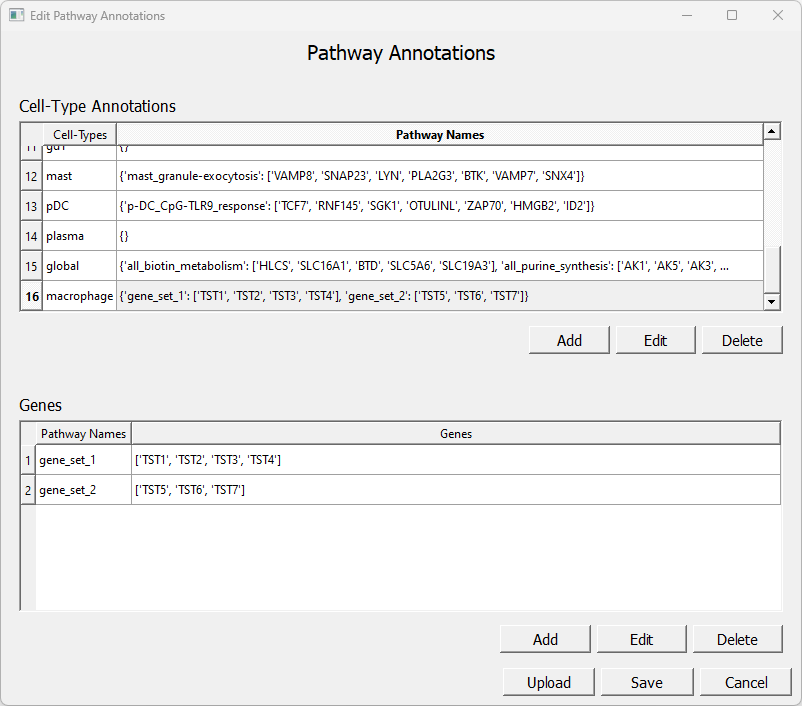 Edit Pathway Annotations
Pathway Annotations
Cell-Type Annotations
Cell-Types Pathway Names
11 {}
12 mast {'mast_granule-exocytosis': ['VAMP8', 'SNAP23', 'LYN', 'PLA2G3', 'BTK', 'VAMP7', 'SNX4']}
13 pDC {'p-DC_CpG-TLR9_response': ['TCF7', 'RNF145', 'SGK1', 'OTULINL', 'ZAP70', 'HMGB2', 'ID2']}
14 plasma {}
15 global {'all_biotin_metabolism': ['HLCS', 'SLC16A1', 'BTD', 'SLC5A6', 'SLC19A3'], 'all_purine_synthesis': ['AK1', 'AK5', 'AK3', ...
16 macrophage {'gene_set_1': ['TST1', 'TST2', 'TST3', 'TST4'], 'gene_set_2': ['TST5', 'TST6', 'TST7']}
Add Edit Delete
Genes
Pathway Names Genes
1 gene_set_1 ['TST1', 'TST2', 'TST3', 'TST4']
2 gene_set_2 ['TST5', 'TST6', 'TST7']
Add Edit Delete
Upload Save Cancel